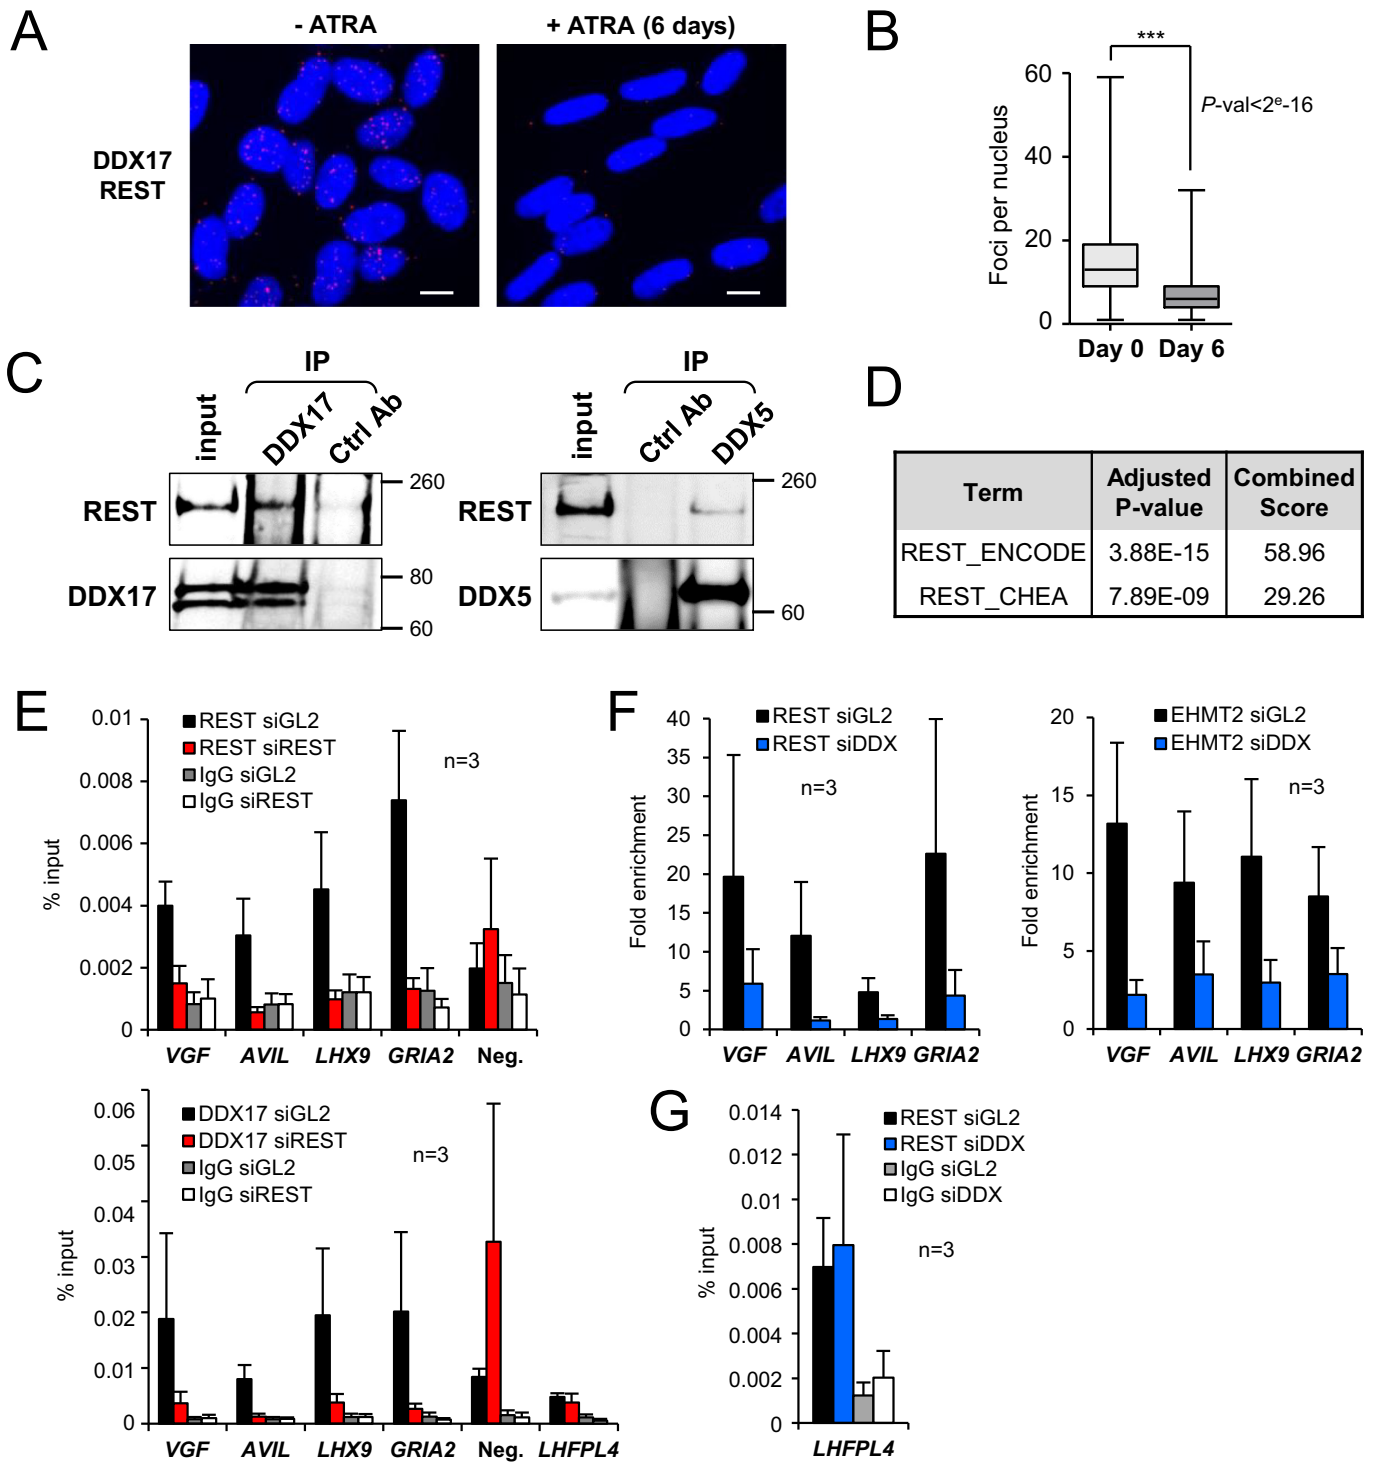 A
- ATRA
+ ATRA (6 days)
DDX17
REST
B
***
P-val<2e-16
Foci per nucleus
60
40
20
0
Day 0 Day 6
C
IP
input
DDX17
Ctrl Ab
REST
260
DDX17
80
60
IP
input
Ctrl Ab
DDX5
REST
260
DDX5
60
D
Term Adjusted P-value Combined Score
REST_ENCODE 3.88E-15 58.96
REST_CHEA 7.89E-09 29.26
E
REST siGL2
REST siREST
IgG siGL2
IgG siREST
n=3
% input
0.01
0.008
0.006
0.004
0.002
0
VGF AVIL LHX9 GRIA2 Neg.
DDX17 siGL2
DDX17 siREST
IgG siGL2
IgG siREST
n=3
% input
0.06
0.05
0.04
0.03
0.02
0.01
0
VGF AVIL LHX9 GRIA2 Neg. LHFPL4
F
REST siGL2
REST siDDX
n=3
Fold enrichment
40
35
30
25
20
15
10
5
0
VGF AVIL LHX9 GRIA2
EHMT2 siGL2
EHMT2 siDDX
n=3
Fold enrichment
20
15
10
5
0
VGF AVIL LHX9 GRIA2
G
REST siGL2
REST siDDX
IgG siGL2
IgG siDDX
n=3
% input
0.014
0.012
0.01
0.008
0.006
0.004
0.002
0
LHFPL4